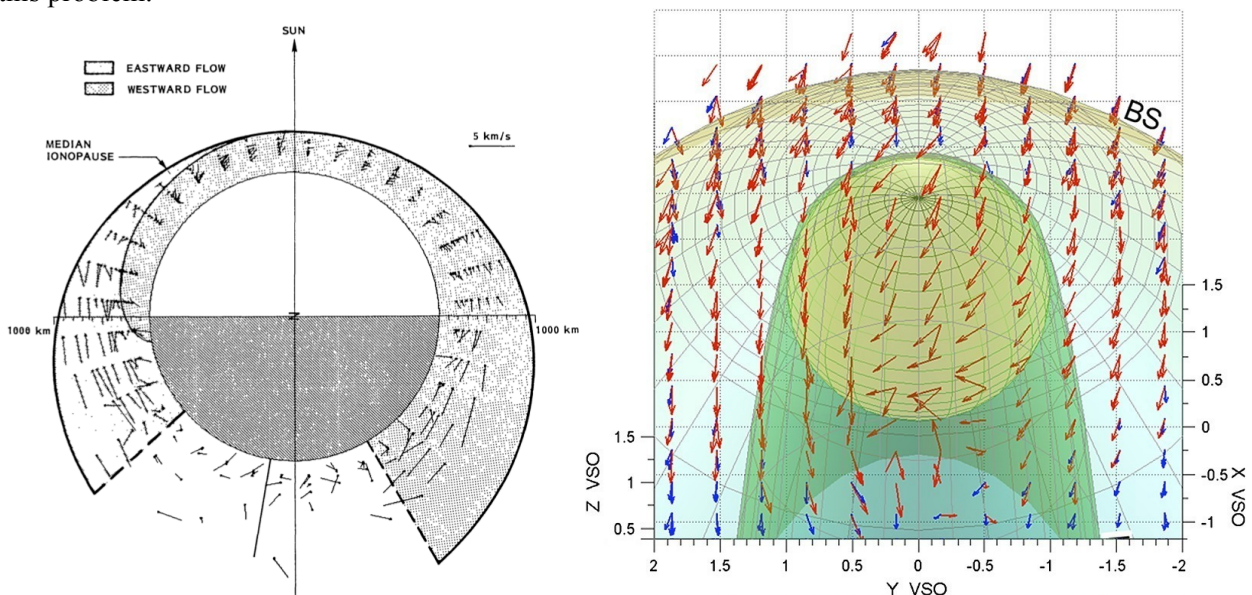 this problem.
SUN
EASTWARD FLOW
WESTWARD FLOW
MEDIAN
IONOPAUSE
5 km/s
N
1000 km
1000 km
BS
1.5
1
0.5
0
-0.5
-1
X VSO
1.5
1
0.5
Z VSO
2
1.5
1
0.5
0
-0.5
-1
-1.5
-2
Y VSO